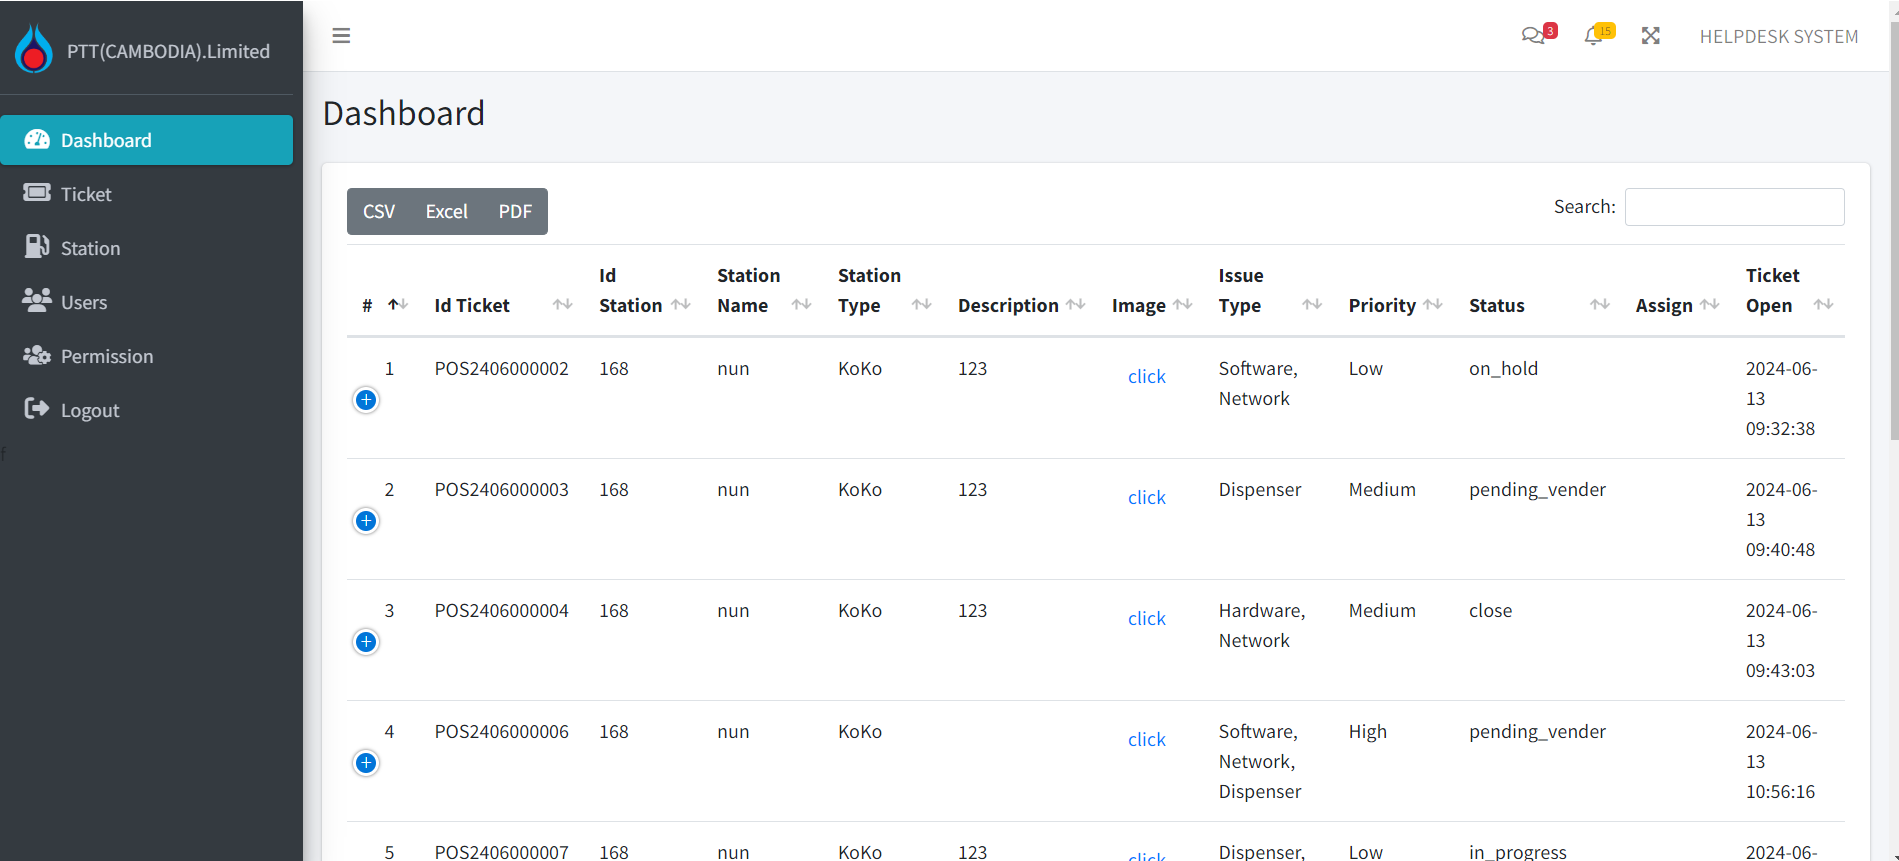 PTT(CAMBODIA).Limited
3
15
HELPDESK SYSTEM
Dashboard
Ticket
Station
Users
Permission
Logout
f
Dashboard
CSV Excel PDF
Search:
# Id Ticket Id Station Station Name Station Type Description Image Issue Type Priority Status Assign Ticket Open
1 POS2406000002 168 nun KoKo 123 click Software, Low on_hold 2024-06-
Network 13
09:32:38
2 POS2406000003 168 nun KoKo 123 click Dispenser Medium pending_vender 2024-06-
13
09:40:48
3 POS2406000004 168 nun KoKo 123 click Hardware, Medium close 2024-06-
Network 13
09:43:03
4 POS2406000006 168 nun KoKo click Software, High pending_vender 2024-06-
Network, 13
Dispenser 10:56:16
5 POS2406000007 168 nun KoKo 123 click Dispenser, Low in_progress 2024-06-